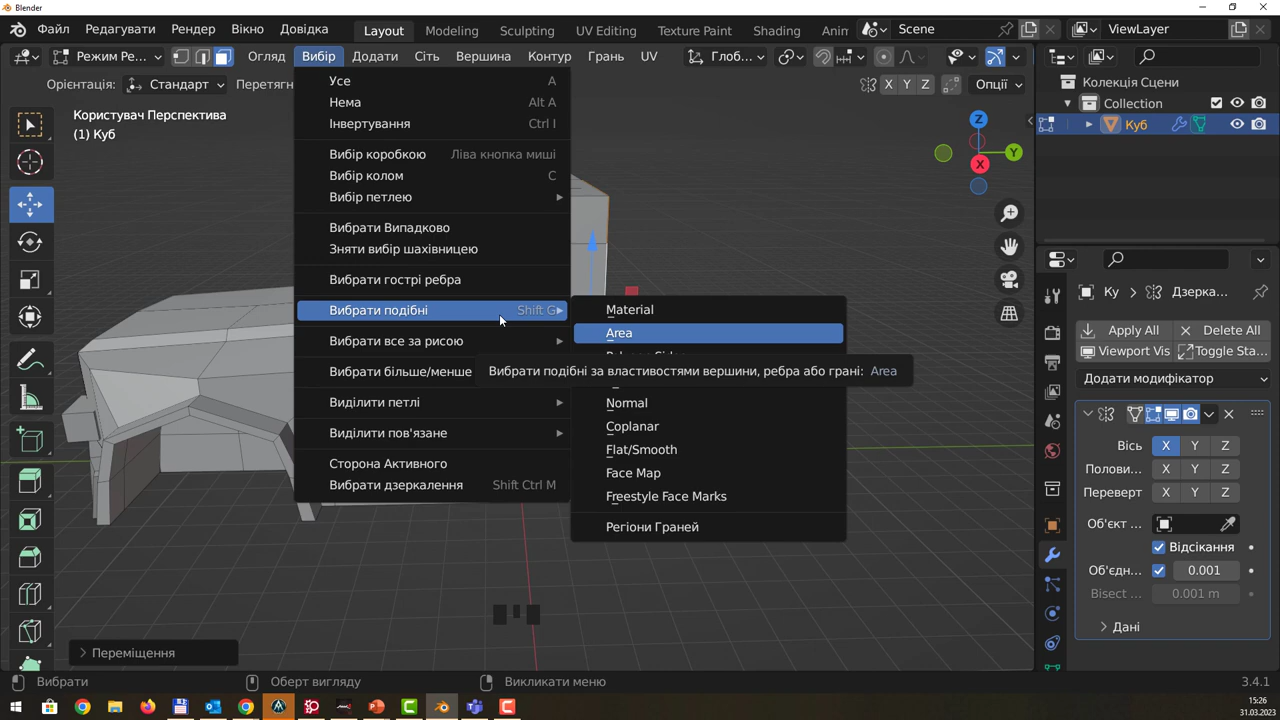 Blender
Файл Редагувати Рендер Вікно Довідка Layout Modeling Sculpting UV Editing Texture Paint Shading Anim Scene ViewLayer
Режим Ре... Огляд Вибір Додати Сіть Вершина Контур Грань UV Глоб...
Орієнтація: Стандарт Перетягн X Y Z Опції
Користувач Перспектива
(1) Куб
Усе A
Нема Alt A
Інвертування Ctrl I
Вибір коробкою Ліва кнопка миші
Вибір колом C
Вибір петлею
Вибрати Випадково
Зняти вибір шахівницею
Вибрати гострі ребра
Вибрати подібні Shift G
Вибрати все за рисою
Вибрати більше/менше
Виділити петлі
Виділити пов'язане
Сторона Активного
Вибрати дзеркалення Shift Ctrl M
Material
Area
Вибрати подібні за властивостями вершини, ребра або грані: Area
Normal
Coplanar
Flat/Smooth
Face Map
Freestyle Face Marks
Регіони Граней
Z
Y
X
Колекція Сцени
Collection
Куб
Ку Дзерка...
Apply All Delete All
Viewport Vis Toggle Sta...
Додати модифікатор
Вісь X Y Z
Полови... X Y Z
Переверт X Y Z
Об'єкт ...
Відсікання
Об'єдн... 0.001
Bisect ... 0.001 m
Дані
Переміщення
Вибрати Оберт вигляду Викликати меню 3.4.1
15:26
31.03.2023